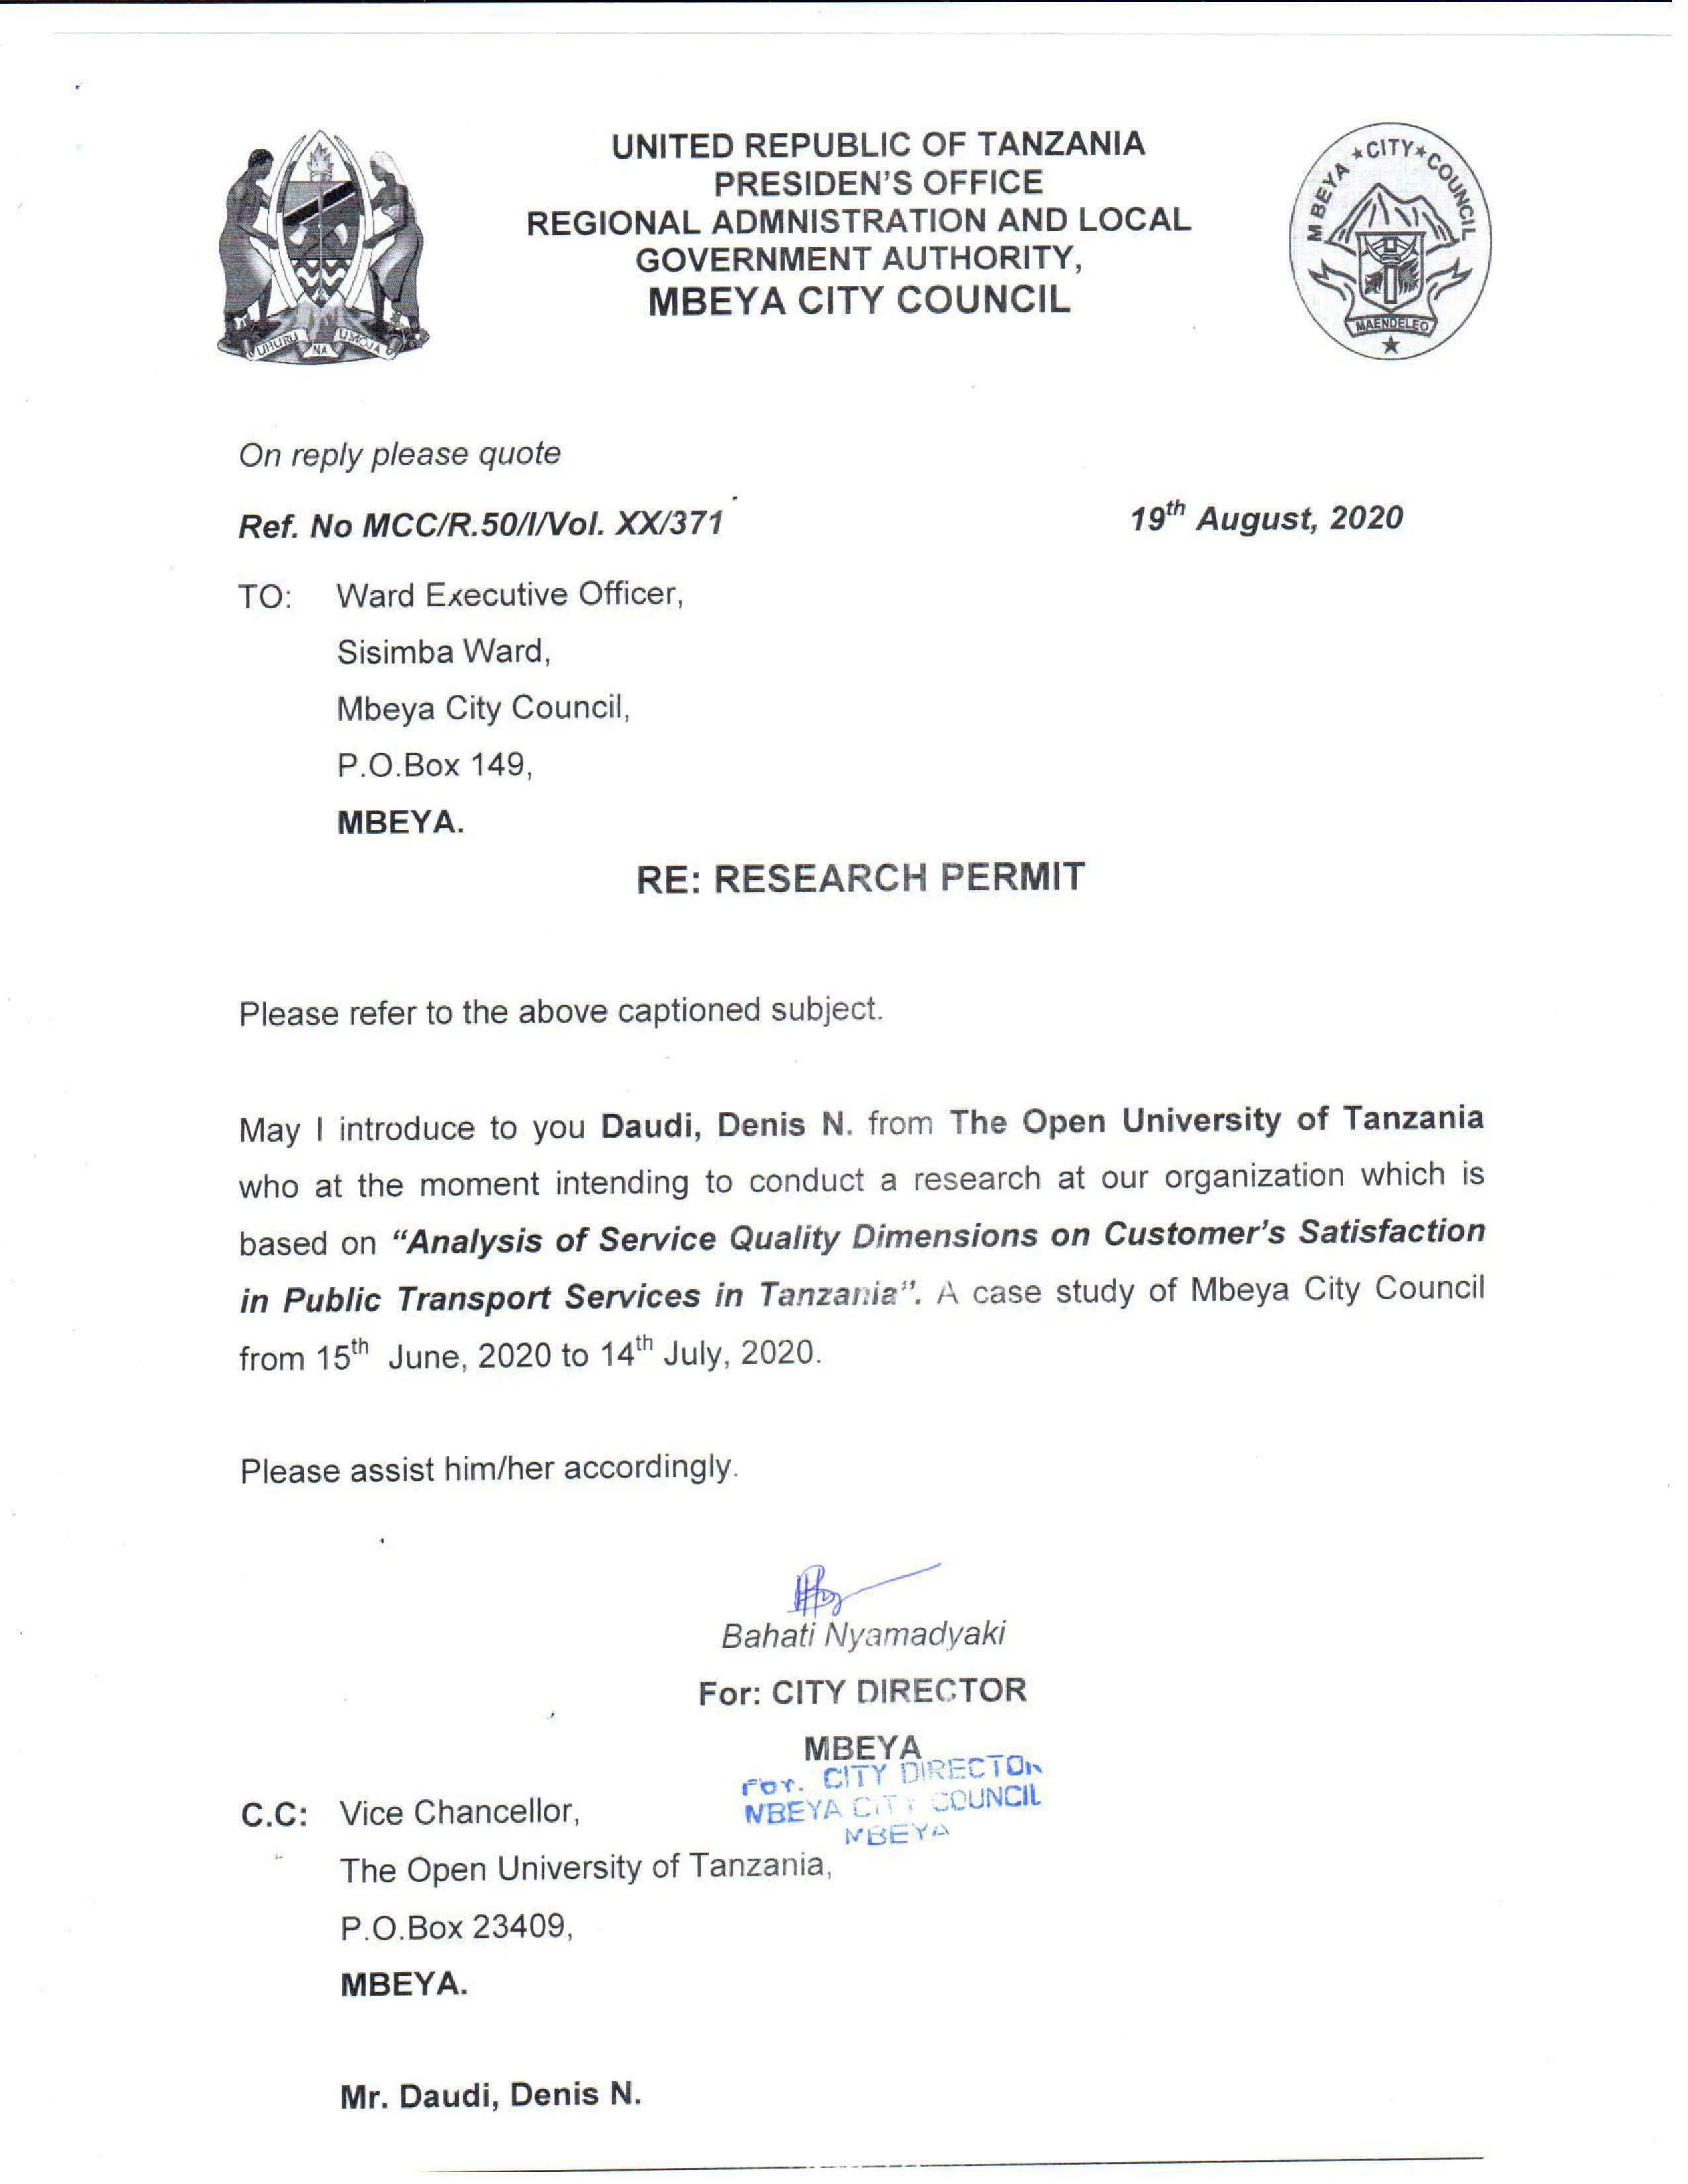 UNITED REPUBLIC OF TANZANIA
PRESIDEN'S OFFICE
REGIONAL ADMNISTRATION AND LOCAL
GOVERNMENT AUTHORITY,
MBEYA CITY COUNCIL
UHURU NA UMOJA
MBEYA ★CITY★ COUNCIL
MAENDELEO
On reply please quote
Ref. No MCC/R.50/I/Vol. XX/371
19th August, 2020
TO: Ward Executive Officer,
Sisimba Ward,
Mbeya City Council,
P.O.Box 149,
MBEYA.
RE: RESEARCH PERMIT
Please refer to the above captioned subject.
May I introduce to you Daudi, Denis N. from The Open University of Tanzania
who at the moment intending to conduct a research at our organization which is
based on “Analysis of Service Quality Dimensions on Customer’s Satisfaction
in Public Transport Services in Tanzania”. A case study of Mbeya City Council
from 15th June, 2020 to 14th July, 2020.
Please assist him/her accordingly.
Bahati Nyamadyaki
For: CITY DIRECTOR
MBEYA
For. CITY DIRECTOR
MBEYA CITY COUNCIL
MBEYA
C.C: Vice Chancellor,
The Open University of Tanzania,
P.O.Box 23409,
MBEYA.
Mr. Daudi, Denis N.